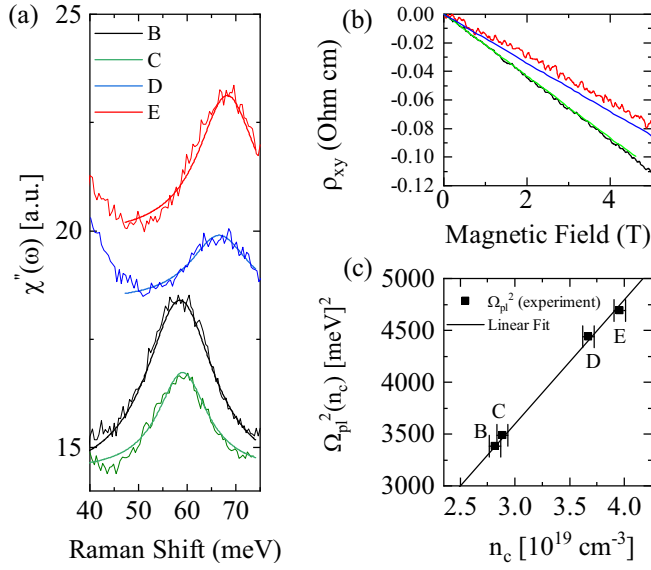 (a)
B
C
D
E
25
20
15
χ''(ω) [a.u.]
40 50 60 70
Raman Shift (meV)
(b)
0.00
-0.02
-0.04
-0.06
-0.08
-0.10
-0.12
ρxy (Ohm cm)
0 2 4
Magnetic Field (T)
(c)
5000
4500
4000
3500
3000
Ωpl²(nc) [meV]²
Ωpl² (experiment)
Linear Fit
B
C
D
E
2.5 3.0 3.5 4.0
nc [10¹⁹ cm⁻³]